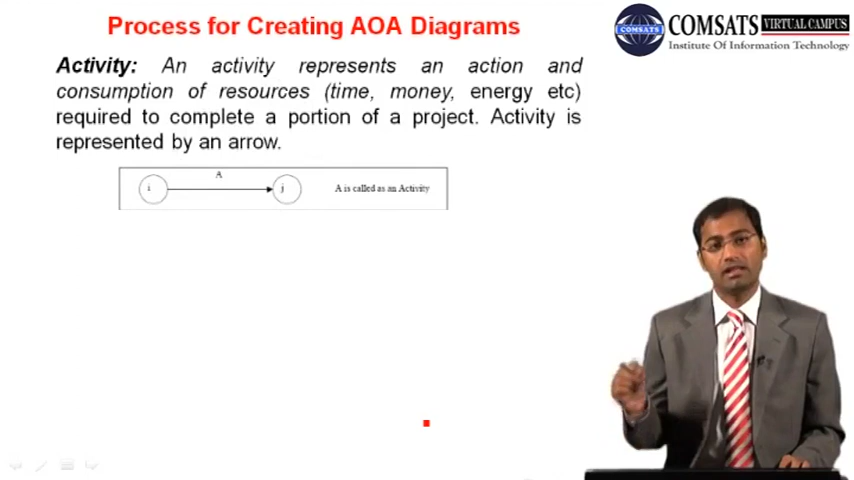 Process for Creating AOA Diagrams
COMSATS
COMSATS VIRTUAL CAMPUS
Institute Of Information Technology
Activity: An activity represents an action and
consumption of resources (time, money, energy etc)
required to complete a portion of a project. Activity is
represented by an arrow.
A
i
j
A is called as an Activity